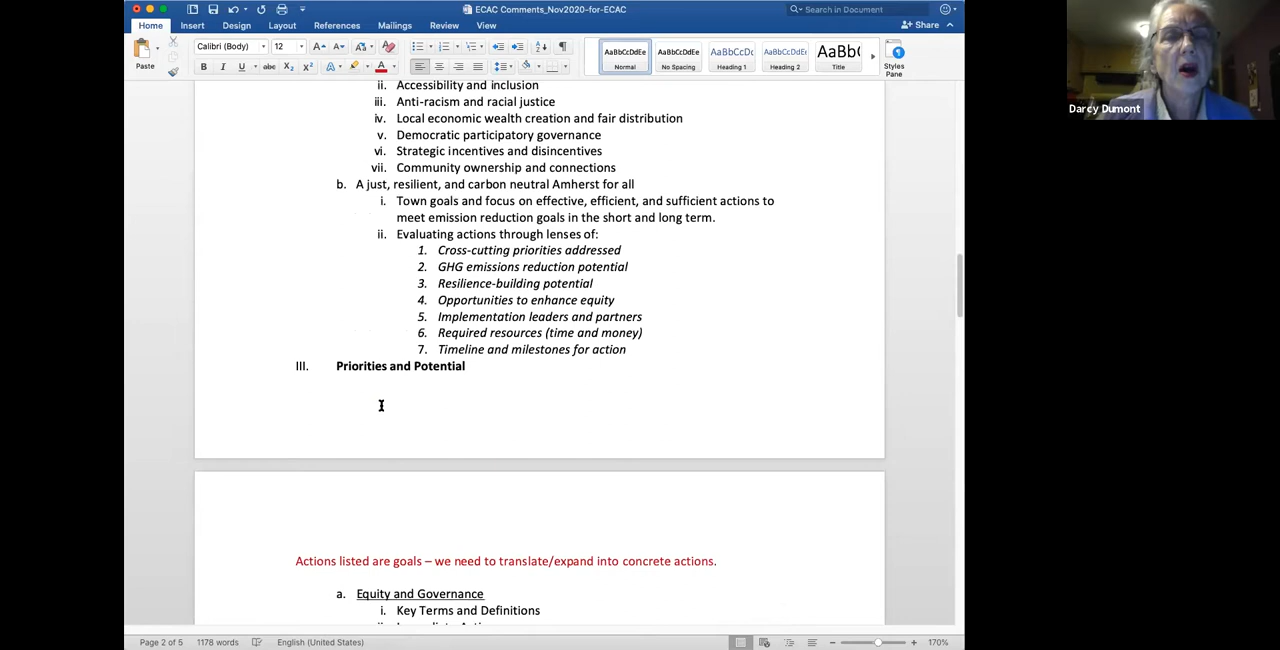 ECAC Comments_Nov2020-for-ECAC
Search in Document
Home Insert Design Layout References Mailings Review View
Share
Paste
Calibri (Body) 12
AaBbCcDdEe AaBbCcDdEe AaBbCcDc AaBbCcDdEe AaBb(
Normal No Spacing Heading 1 Heading 2 Title
Styles
Pane
Darcy Dumont
ii. Accessibility and inclusion
iii. Anti-racism and racial justice
iv. Local economic wealth creation and fair distribution
v. Democratic participatory governance
vi. Strategic incentives and disincentives
vii. Community ownership and connections
b. A just, resilient, and carbon neutral Amherst for all
i. Town goals and focus on effective, efficient, and sufficient actions to
meet emission reduction goals in the short and long term.
ii. Evaluating actions through lenses of:
1. Cross-cutting priorities addressed
2. GHG emissions reduction potential
3. Resilience-building potential
4. Opportunities to enhance equity
5. Implementation leaders and partners
6. Required resources (time and money)
7. Timeline and milestones for action
III. Priorities and Potential
Actions listed are goals – we need to translate/expand into concrete actions.
a. Equity and Governance
i. Key Terms and Definitions
Page 2 of 5 1178 words English (United States) 170%